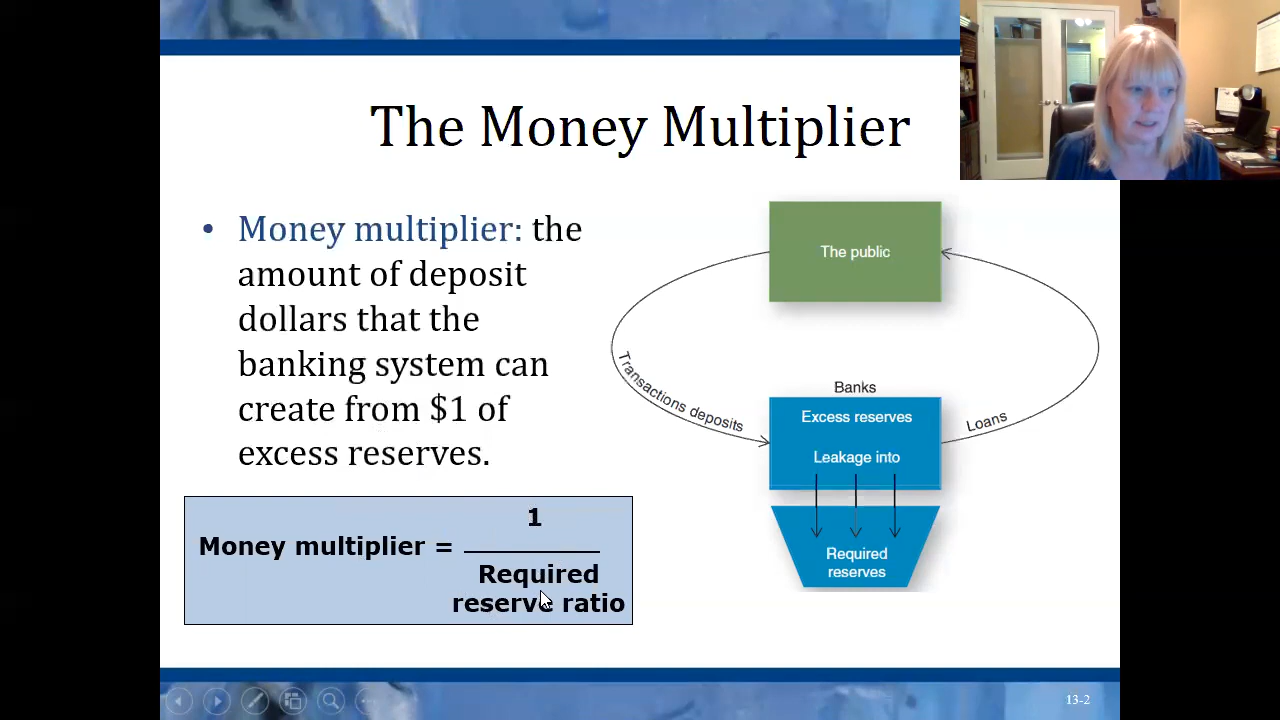 The Money Multiplier
• Money multiplier: the
amount of deposit
dollars that the
banking system can
create from $1 of
excess reserves.
1
Money multiplier =
Required
reserve ratio
The public
Transactions deposits
Banks
Excess reserves
Leakage into
Loans
Required
reserves
13-2